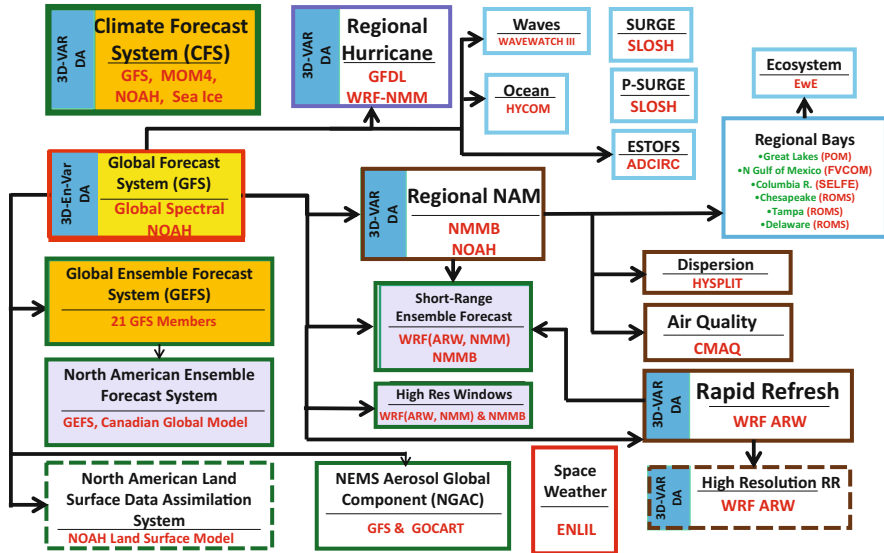 3D-VAR
DA
Climate Forecast
System (CFS)
GFS, MOM4,
NOAH, Sea Ice
3D-VAR
DA
Regional
Hurricane
GFDL
WRF-NMM
Waves
WAVEWATCH III
SURGE
SLOSH
Ocean
HYCOM
P-SURGE
SLOSH
ESTOFS
ADCIRC
Ecosystem
EwE
Regional Bays
•Great Lakes (POM)
•N Gulf of Mexico (FVCOM)
•Columbia R. (SELFE)
•Chesapeake (ROMS)
•Tampa (ROMS)
•Delaware (ROMS)
3D-En-Var
DA
Global Forecast
System (GFS)
Global Spectral
NOAH
3D-VAR
DA
Regional NAM
NMMB
NOAH
Dispersion
HYSPLIT
Air Quality
CMAQ
Global Ensemble Forecast
System (GEFS)
21 GFS Members
Short-Range
Ensemble Forecast
WRF(ARW, NMM)
NMMB
North American Ensemble
Forecast System
GEFS, Canadian Global Model
High Res Windows
WRF(ARW, NMM) & NMMB
3D-VAR
DA
Rapid Refresh
WRF ARW
North American Land
Surface Data Assimilation
System
NOAH Land Surface Model
NEMS Aerosol Global
Component (NGAC)
GFS & GOCART
Space
Weather
ENLIL
3D-VAR
DA
High Resolution RR
WRF ARW